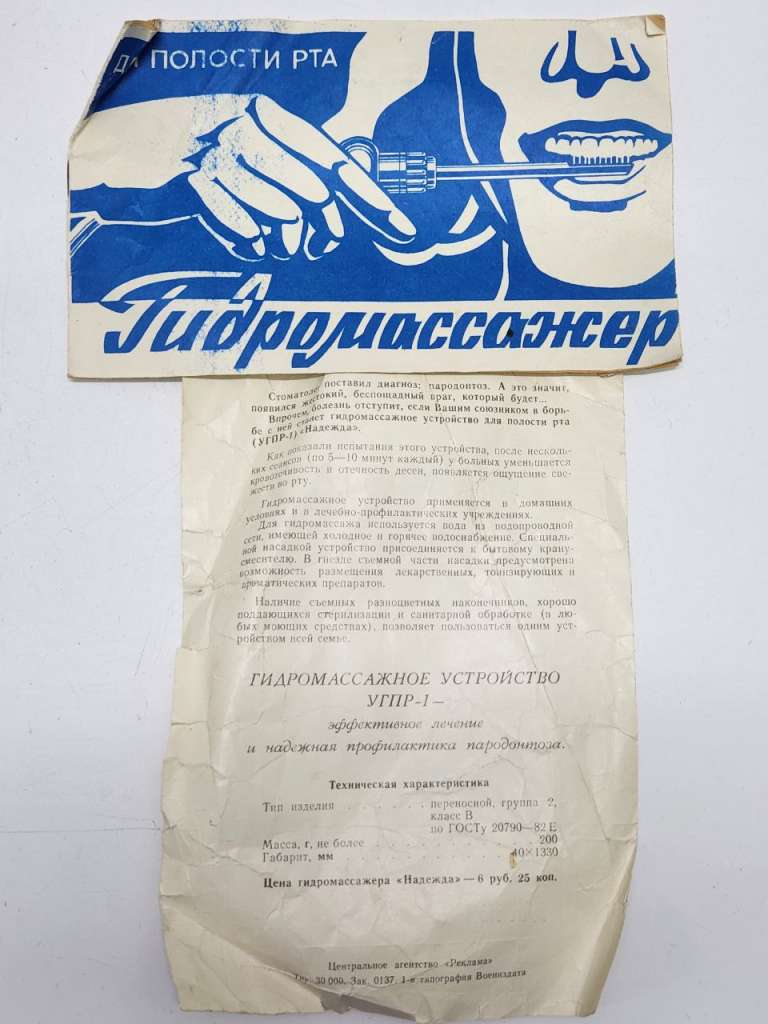 ДЛ ПОЛОСТИ РТА
Гидромассажер
Стоматолог поставил диагноз: пародонтоз. А это значит,
появился жестокий, беспощадный враг, который будет...
Впрочем, болезнь отступит, если Вашим союзником в борь-
бе с ней станет гидромассажное устройство для полости рта
(УГПР-1) «Надежда».
Как показали испытания этого устройства, после несколь-
ких сеансов (по 5—10 минут каждый) у больных уменьшается
кровоточивость и отечность десен, появляется ощущение све-
жести во рту.
Гидромассажное устройство применяется в домашних
условиях и в лечебно-профилактических учреждениях.
Для гидромассажа используется вода из водопроводной
сети, имеющей холодное и горячее водоснабжение. Специаль-
ной насадкой устройство присоединяется к бытовому крану-
смесителю. В гнезде съемной части насадки предусмотрена
возможность размещения лекарственных, тонизирующих и
ароматических препаратов.
Наличие съемных разноцветных наконечников, хорошо
поддающихся стерилизации и санитарной обработке (в лю-
бых моющих средствах), позволяет пользоваться одним уст-
ройством всей семье.
ГИДРОМАССАЖНОЕ УСТРОЙСТВО
УГПР-1 —
эффективное лечение
и надежная профилактика пародонтоза.
Техническая характеристика
Тип изделия . . . . . . переносной, группа 2,
класс В
по ГОСТу 20790—82 Е
Масса, г, не более . . . . . . 200
Габарит, мм . . . . . . 40×1330
Цена гидромассажера «Надежда» — 6 руб. 25 коп.
Центральное агентство «Реклама»
Тир. 30 000. Зак. 0137. 1-я типография Воениздата